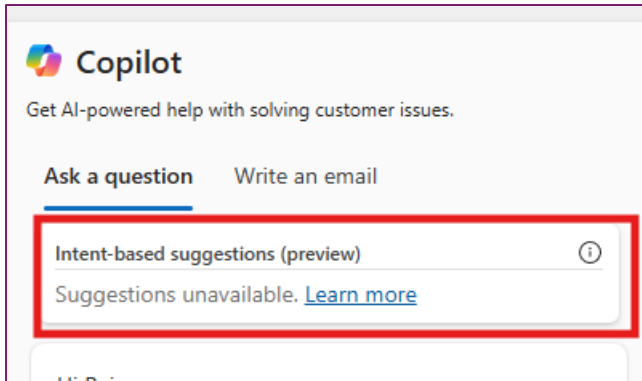 Copilot
Get AI-powered help with solving customer issues.
Ask a question Write an email
Intent-based suggestions (preview)
Suggestions unavailable. Learn more